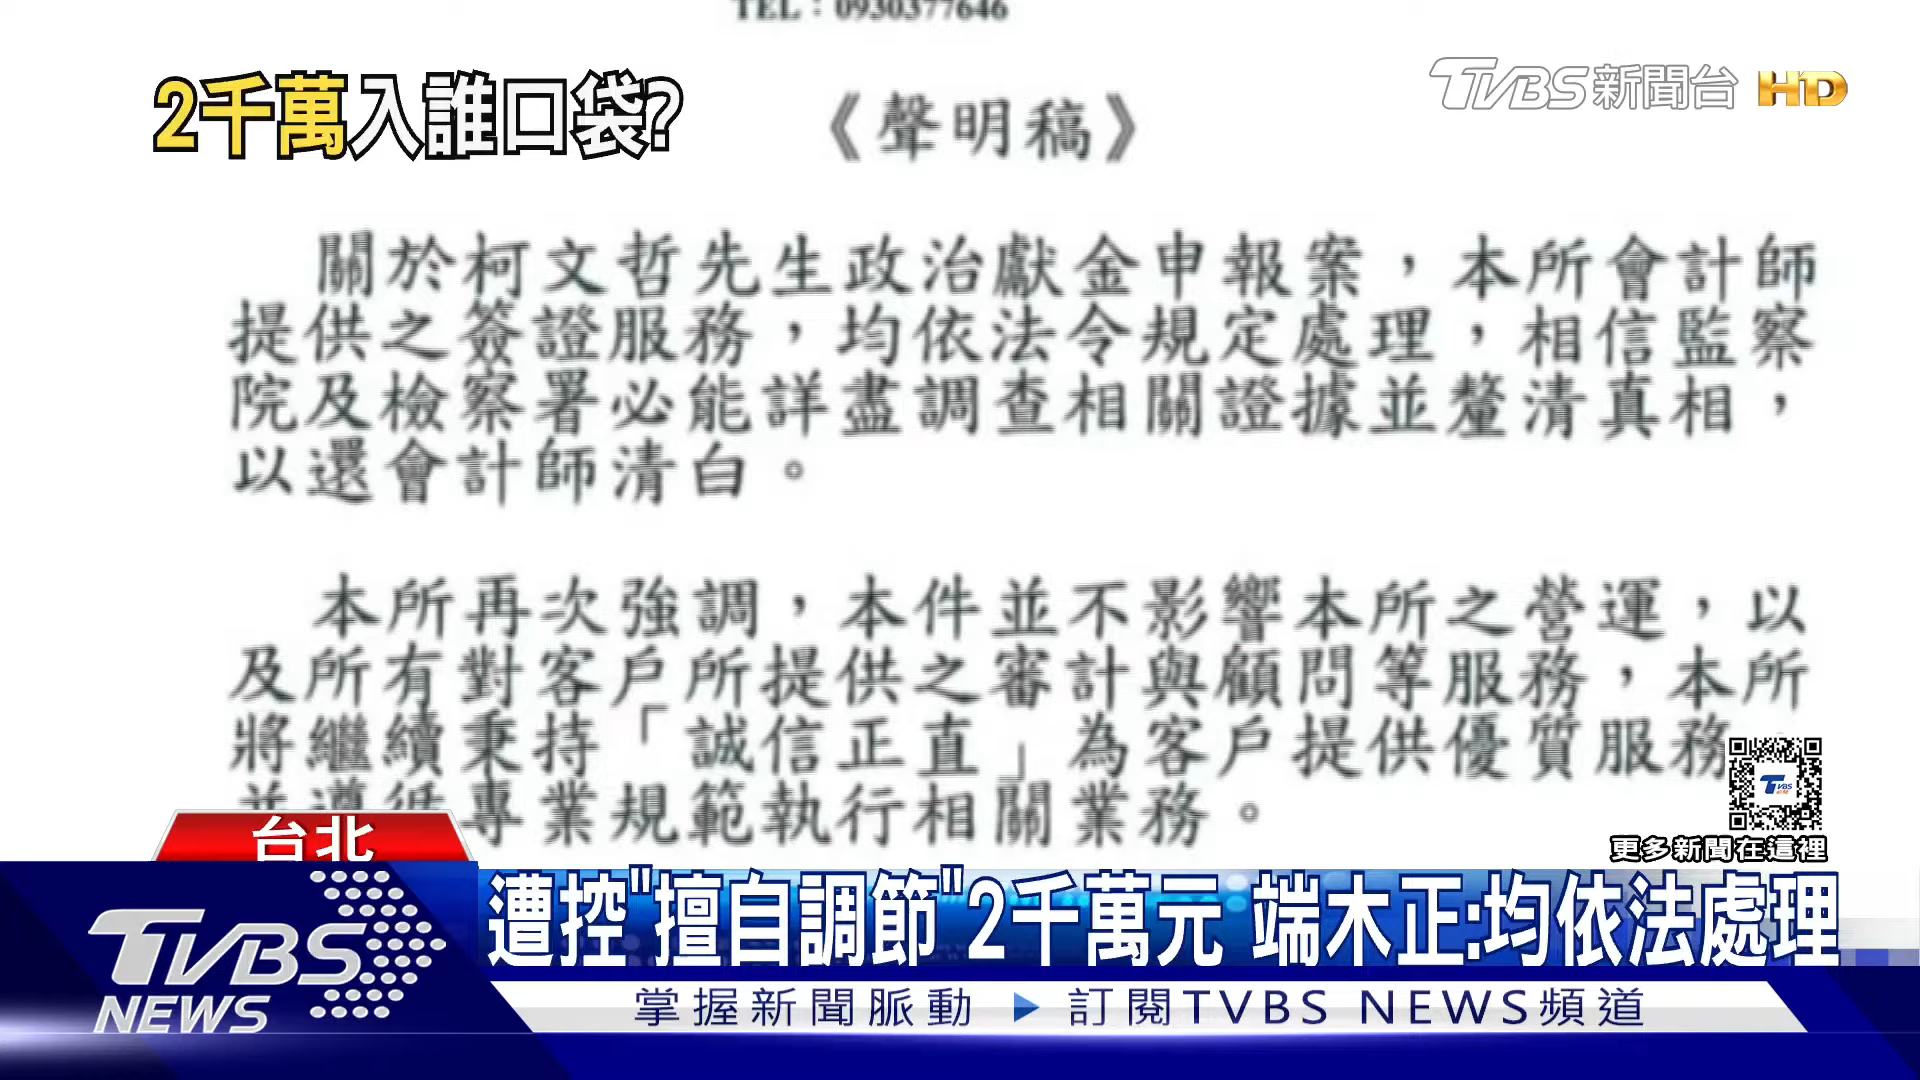 TEL：0930377646
2千萬入誰口袋?
TVBS新聞台 HD
《聲明稿》
關於柯文哲先生政治獻金申報案，本所會計師
提供之簽證服務，均依法令規定處理，相信監察
院及檢察署必能詳盡調查相關證據並釐清真相，
以還會計師清白。
本所再次強調，本件並不影響本所之營運，以
及所有對客戶所提供之審計與顧問等服務，本所
將繼續秉持「誠信正直」為客戶提供優質服務
並遵循專業規範執行相關業務。
TVBS
更多新聞在這裡
台北
遭控"擅自調節"2千萬元 端木正:均依法處理
TVBS
NEWS
掌握新聞脈動 ▶ 訂閱TVBS NEWS頻道